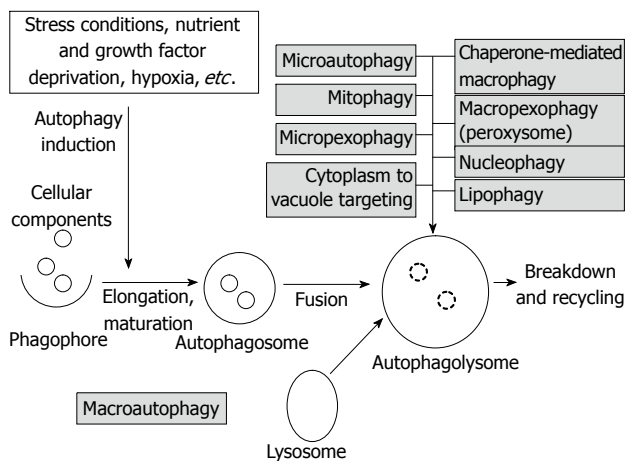 Stress conditions, nutrient
and growth factor
deprivation, hypoxia, etc.
Autophagy
induction
Cellular
components
Phagophore
Elongation,
maturation
Autophagosome
Fusion
Microautophagy
Mitophagy
Micropexophagy
Cytoplasm to
vacuole targeting
Chaperone-mediated
macrophagy
Macropexophagy
(peroxysome)
Nucleophagy
Lipophagy
Autophagolysome
Breakdown
and recycling
Macroautophagy
Lysosome